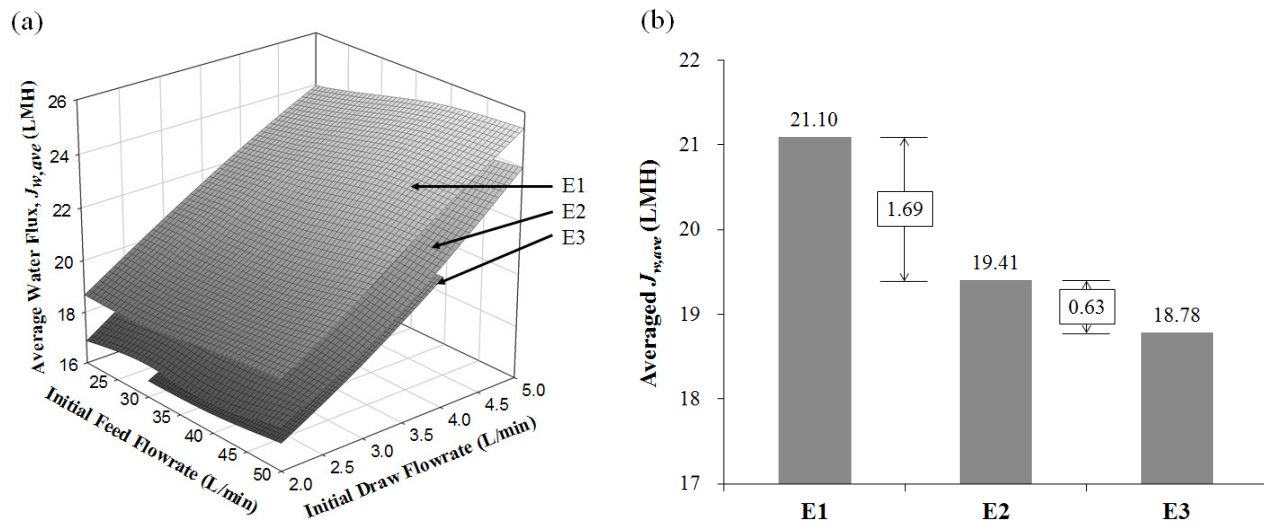 (a)
Average Water Flux, Jw,ave (LMH)
26
24
22
20
18
16
25
30
35
40
45
50
Initial Feed Flowrate (L/min)
2.0
2.5
3.0
3.5
4.0
4.5
5.0
Initial Draw Flowrate (L/min)
E1
E2
E3
(b)
Averaged Jw,ave (LMH)
22
21
20
19
18
17
21.10
1.69
19.41
0.63
18.78
E1
E2
E3